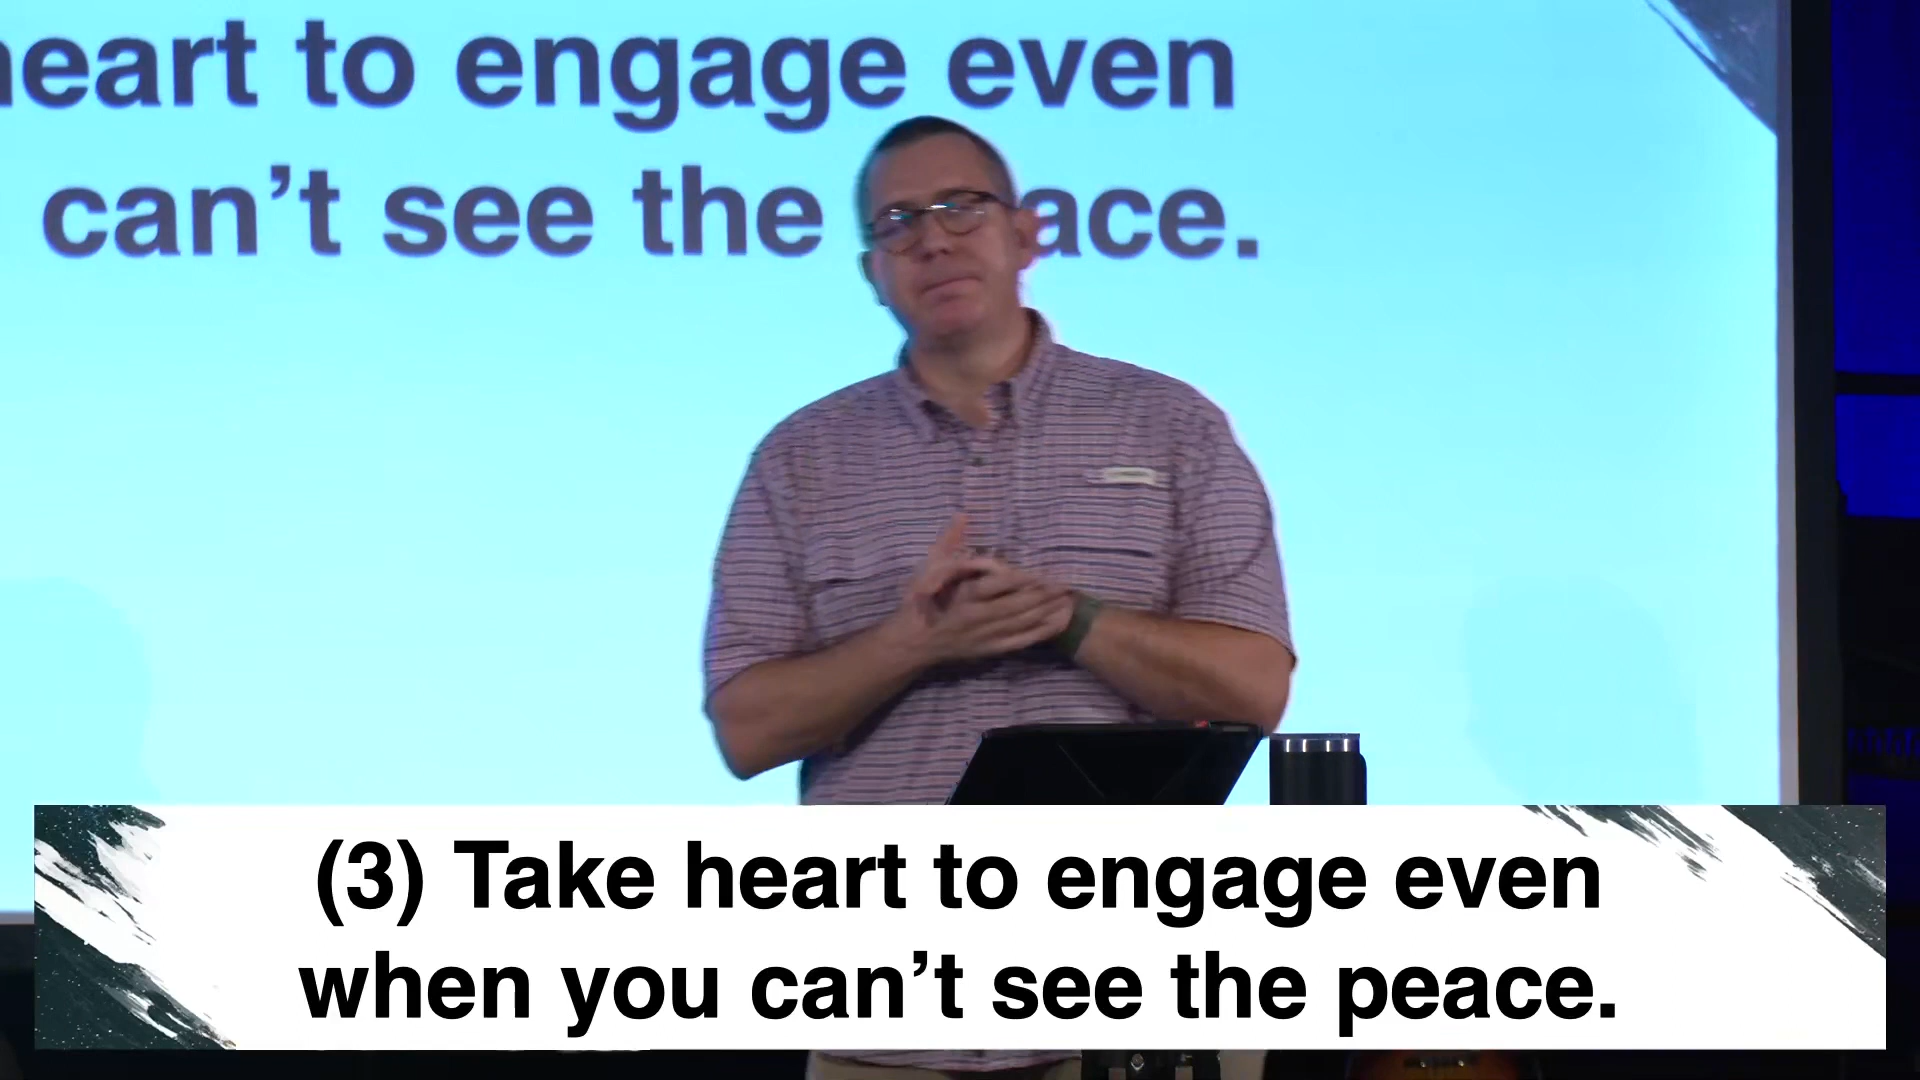 heart to engage even
can't see the peace.
(3) Take heart to engage even
when you can't see the peace.